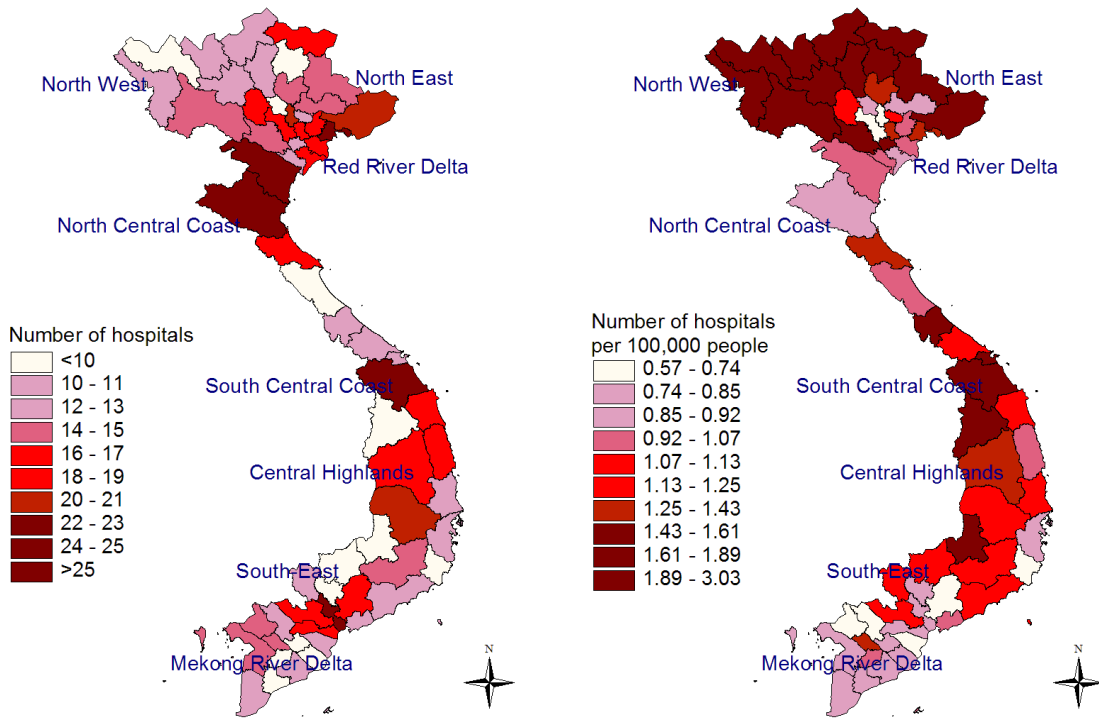 North West
North East
Red River Delta
North Central Coast
Number of hospitals
<10
10 - 11
12 - 13
14 - 15
16 - 17
18 - 19
20 - 21
22 - 23
24 - 25
>25
South Central Coast
Central Highlands
South-East
Mekong River Delta
N
North West
North East
Red River Delta
North Central Coast
Number of hospitals
per 100,000 people
0.57 - 0.74
0.74 - 0.85
0.85 - 0.92
0.92 - 1.07
1.07 - 1.13
1.13 - 1.25
1.25 - 1.43
1.43 - 1.61
1.61 - 1.89
1.89 - 3.03
South Central Coast
Central Highlands
South-East
Mekong River Delta
N